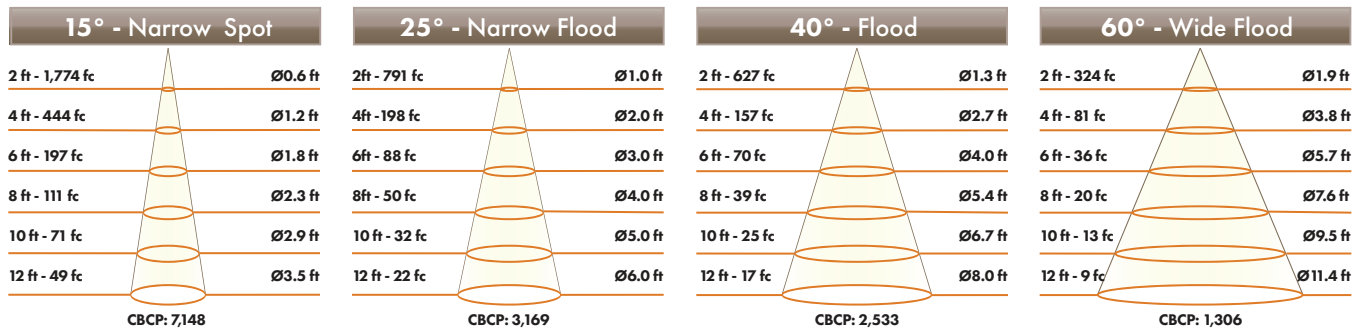 15° - Narrow Spot
2 ft - 1,774 fc Ø0.6 ft
4 ft - 444 fc Ø1.2 ft
6 ft - 197 fc Ø1.8 ft
8 ft - 111 fc Ø2.3 ft
10 ft - 71 fc Ø2.9 ft
12 ft - 49 fc Ø3.5 ft
CBCP: 7,148
25° - Narrow Flood
2ft - 791 fc Ø1.0 ft
4ft -198 fc Ø2.0 ft
6ft - 88 fc Ø3.0 ft
8ft - 50 fc Ø4.0 ft
10 ft - 32 fc Ø5.0 ft
12 ft - 22 fc Ø6.0 ft
CBCP: 3,169
40° - Flood
2 ft - 627 fc Ø1.3 ft
4 ft - 157 fc Ø2.7 ft
6 ft - 70 fc Ø4.0 ft
8 ft - 39 fc Ø5.4 ft
10 ft - 25 fc Ø6.7 ft
12 ft - 17 fc Ø8.0 ft
CBCP: 2,533
60° - Wide Flood
2 ft - 324 fc Ø1.9 ft
4 ft - 81 fc Ø3.8 ft
6 ft - 36 fc Ø5.7 ft
8 ft - 20 fc Ø7.6 ft
10 ft - 13 fc Ø9.5 ft
12 ft - 9 fc Ø11.4 ft
CBCP: 1,306